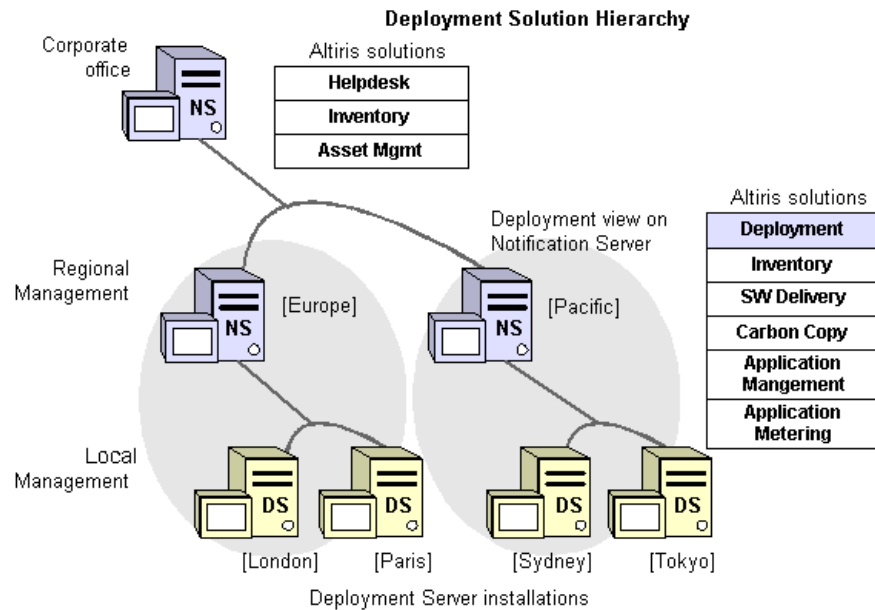 Deployment Solution Hierarchy
Corporate
office
NS
Altiris solutions
Helpdesk
Inventory
Asset Mgmt
Deployment view on
Notification Server
Altiris solutions
Deployment
Inventory
SW Delivery
Carbon Copy
Application
Mangement
Application
Metering
Regional
Management
NS
[Europe]
NS
[Pacific]
Local
Management
DS
DS
DS
DS
[London]
[Paris]
[Sydney]
[Tokyo]
Deployment Server installations